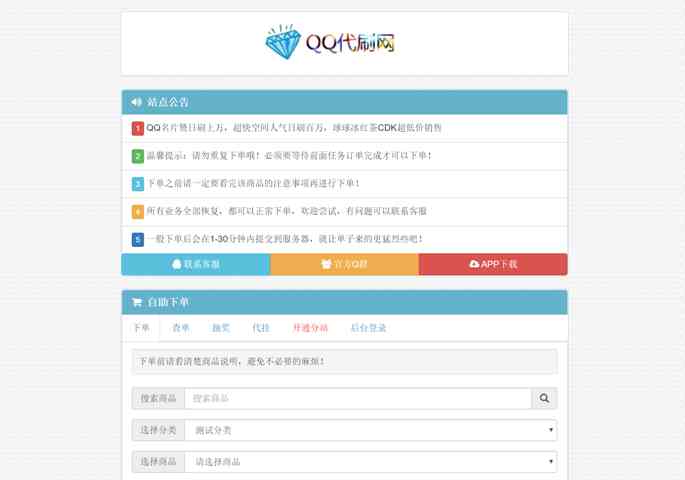 QQ代刷网
站点公告
1 QQ名片赞日刷上万，超快空间人气日刷百万，球球冰红茶CDK超低价销售
2 温馨提示：请勿重复下单哦！必须要等待前面任务订单完成才可以下单！
3 下单之前请一定要看完该商品的注意事项再进行下单！
4 所有业务全部恢复，都可以正常下单，欢迎尝试，有问题可以联系客服
5 一般下单后会在1-30分钟内提交到服务器，就让单子来的更猛烈些吧！
联系客服 官方Q群 APP下载
自助下单
下单 查单 抽奖 代挂 开通分站 后台登录
下单前请看清楚商品说明，避免不必要的麻烦！
搜索商品 搜索商品
选择分类 测试分类
选择商品 请选择商品